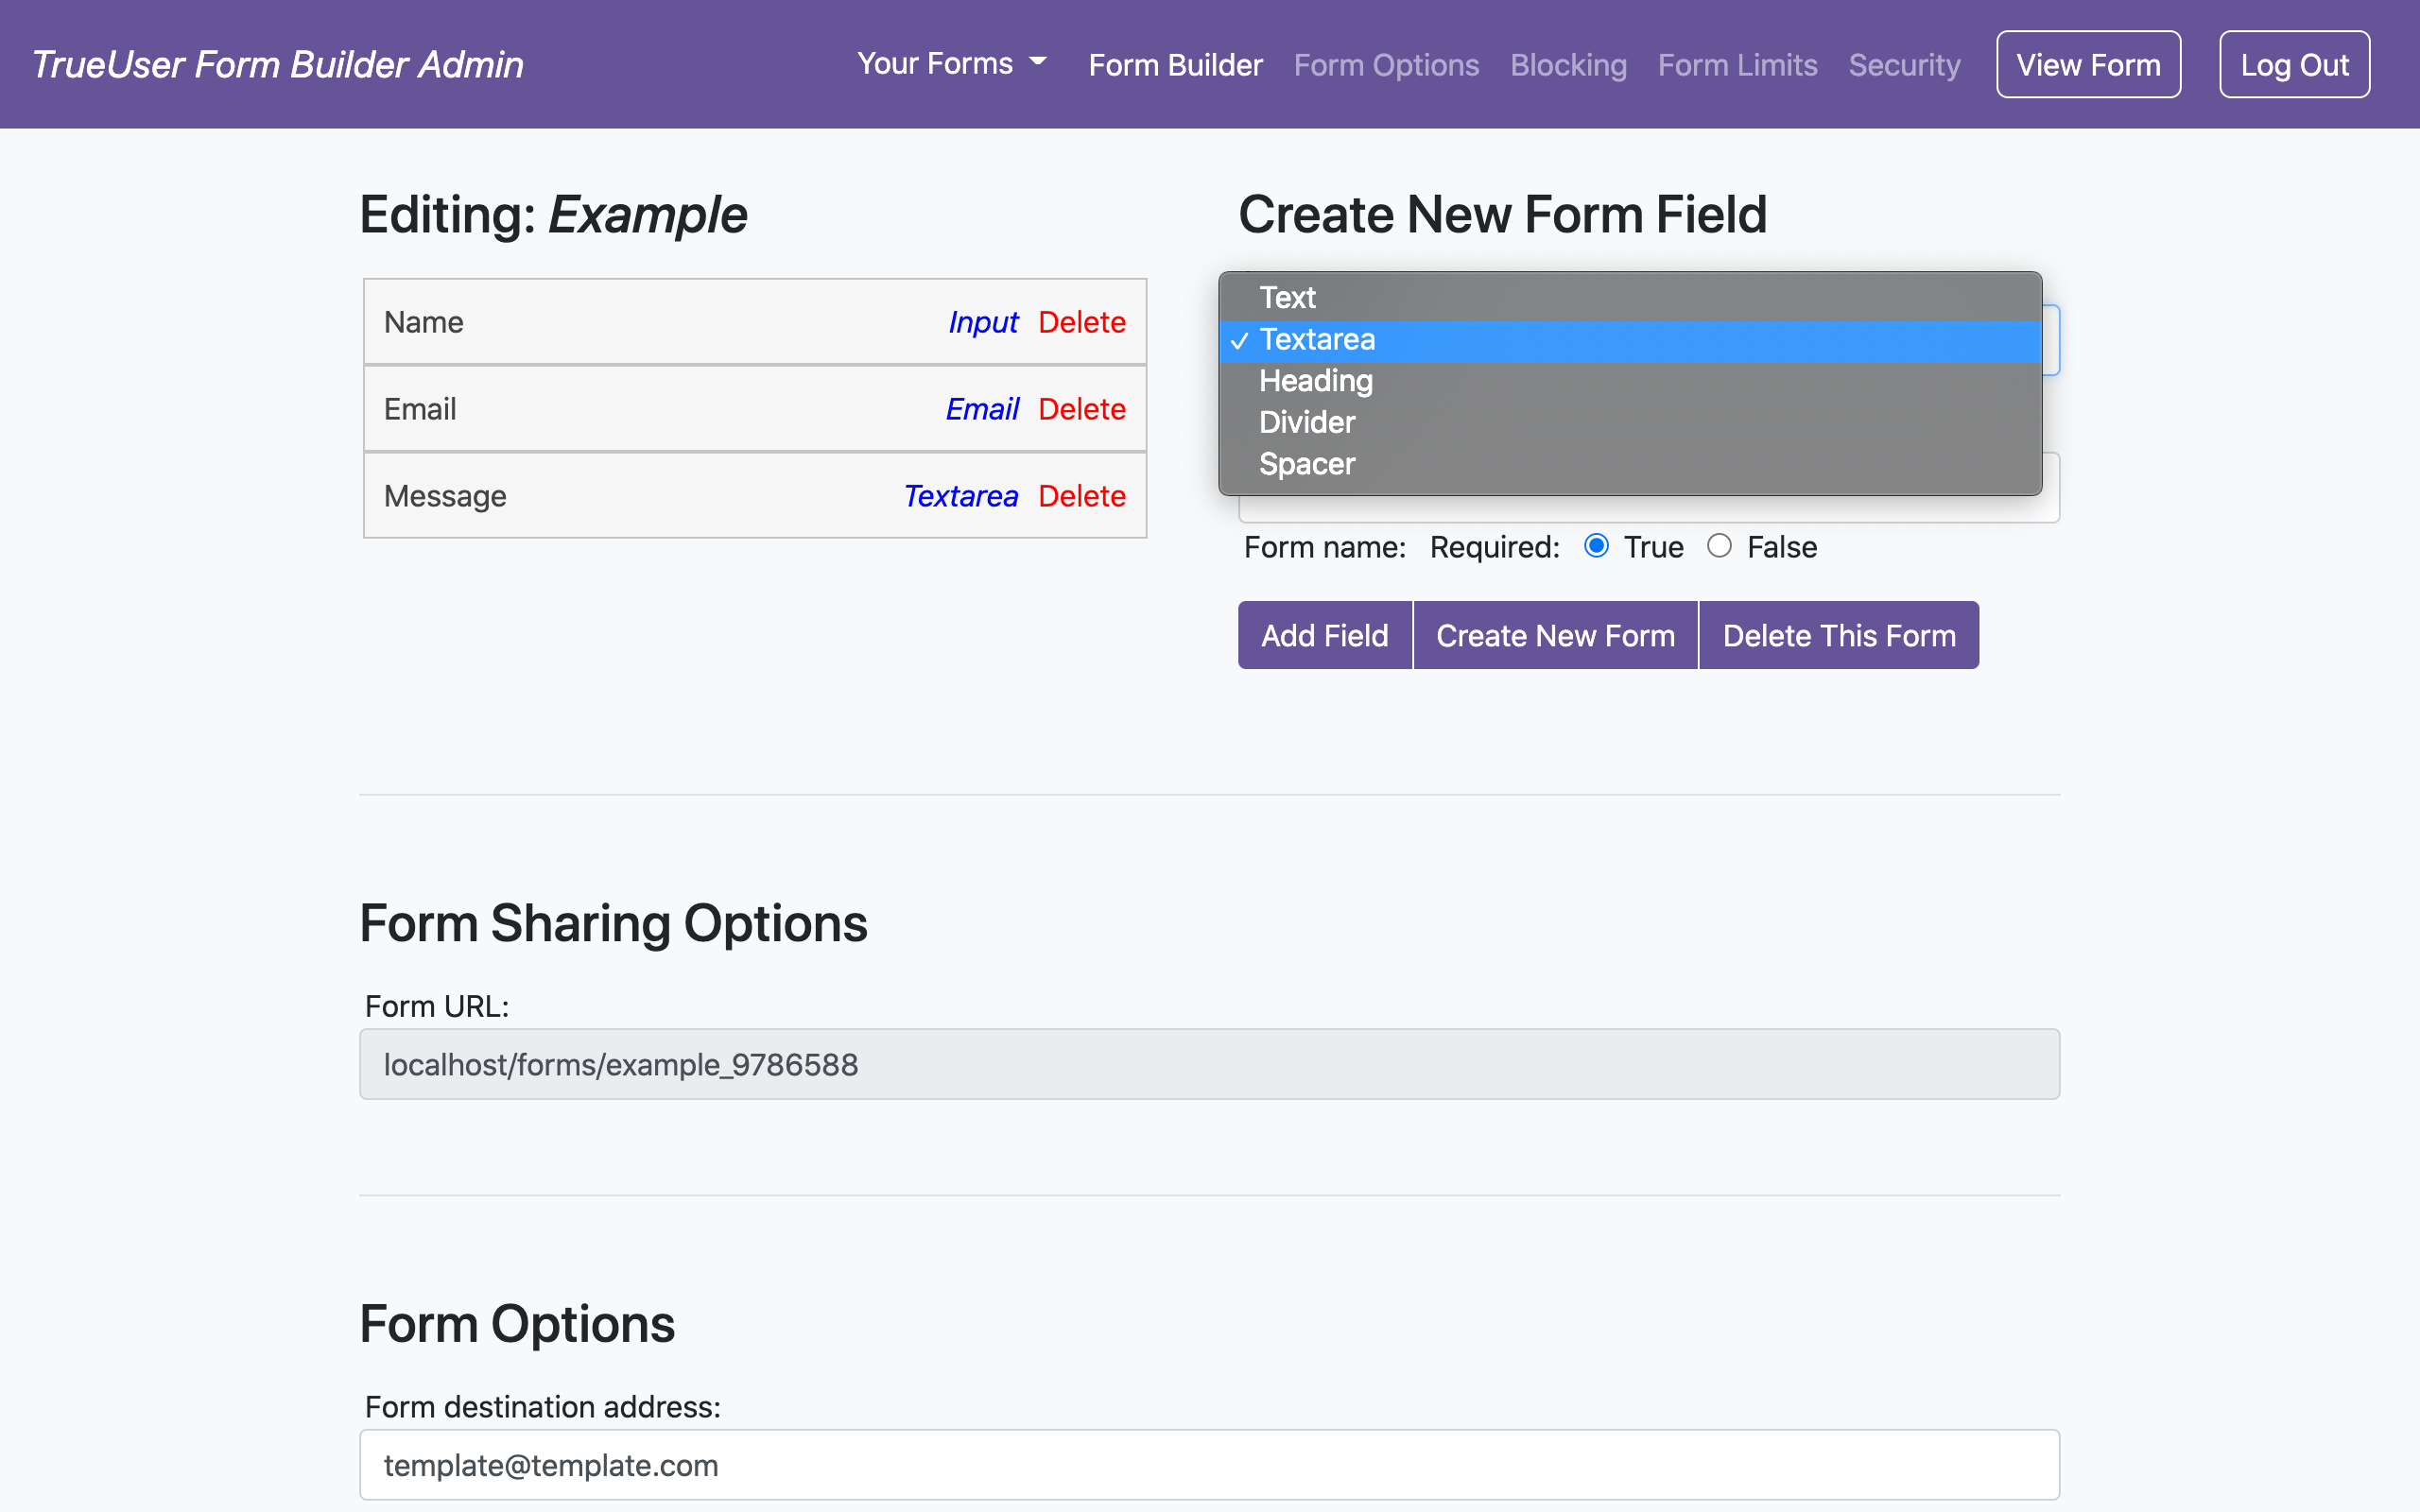 TrueUser Form Builder Admin
Your Forms
Form Builder
Form Options
Blocking
Form Limits
Security
View Form
Log Out
Editing: Example
Name Input Delete
Email Email Delete
Message Textarea Delete
Create New Form Field
Text
✓ Textarea
Heading
Divider
Spacer
Form name: Required: True False
Add Field
Create New Form
Delete This Form
Form Sharing Options
Form URL:
localhost/forms/example_9786588
Form Options
Form destination address:
template@template.com